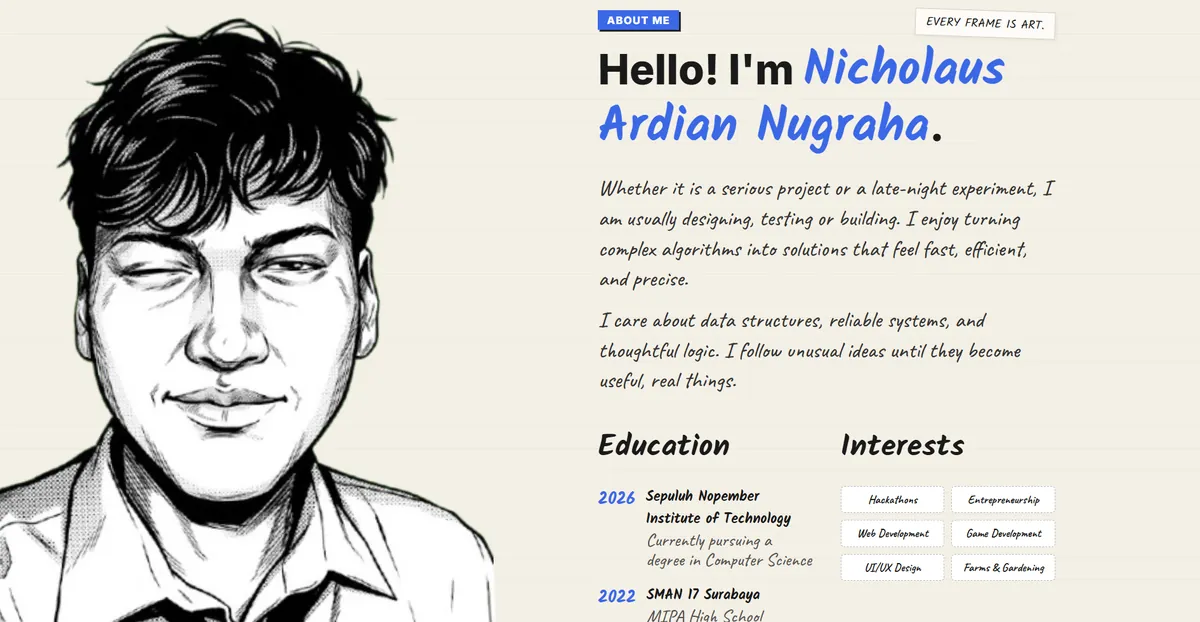 ABOUT ME
EVERY FRAME IS ART.
Hello! I'm Nicholaus
Ardian Nugraha.
Whether it is a serious project or a late-night experiment, I
am usually designing, testing or building. I enjoy turning
complex algorithms into solutions that feel fast, efficient,
and precise.
I care about data structures, reliable systems, and
thoughtful logic. I follow unusual ideas until they become
useful, real things.
Education
2026 Sepuluh Nopember
Institute of Technology
Currently pursuing a
degree in Computer Science
2022 SMAN 17 Surabaya
MIPA High School
Interests
Hackathons
Entrepreneurship
Web Development
Game Development
UI/UX Design
Farms & Gardening